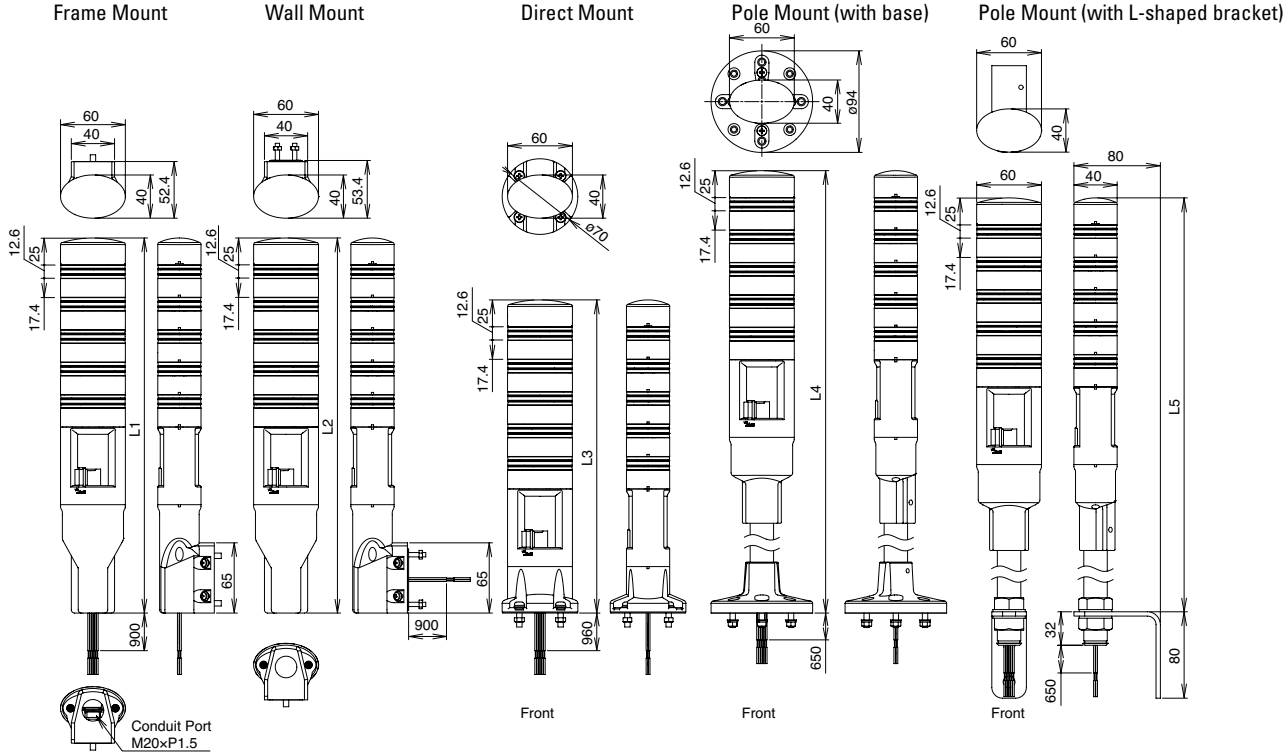 Frame Mount
Wall Mount
Direct Mount
Pole Mount (with base)
Pole Mount (with L-shaped bracket)
60
40
40
52.4
12.6
25
17.4
L1
65
900
Conduit Port
M20×P1.5
60
40
40
53.4
12.6
25
17.4
L2
65
900
60
40
ø70
12.6
25
17.4
L3
960
Front
60
40
ø94
12.6
25
17.4
L4
650
Front
60
40
80
60
40
12.6
25
17.4
L5
32
650
80
Front